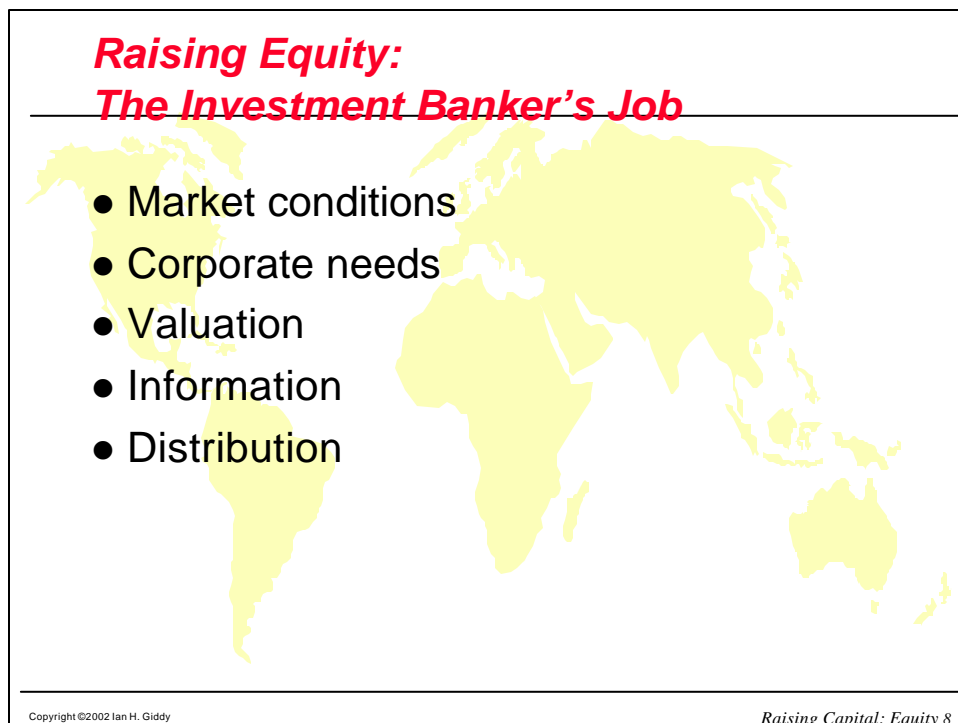 Raising Equity:
The Investment Banker’s Job
● Market conditions
● Corporate needs
● Valuation
● Information
● Distribution
Copyright ©2002 Ian H. Giddy
Raising Capital: Equity 8